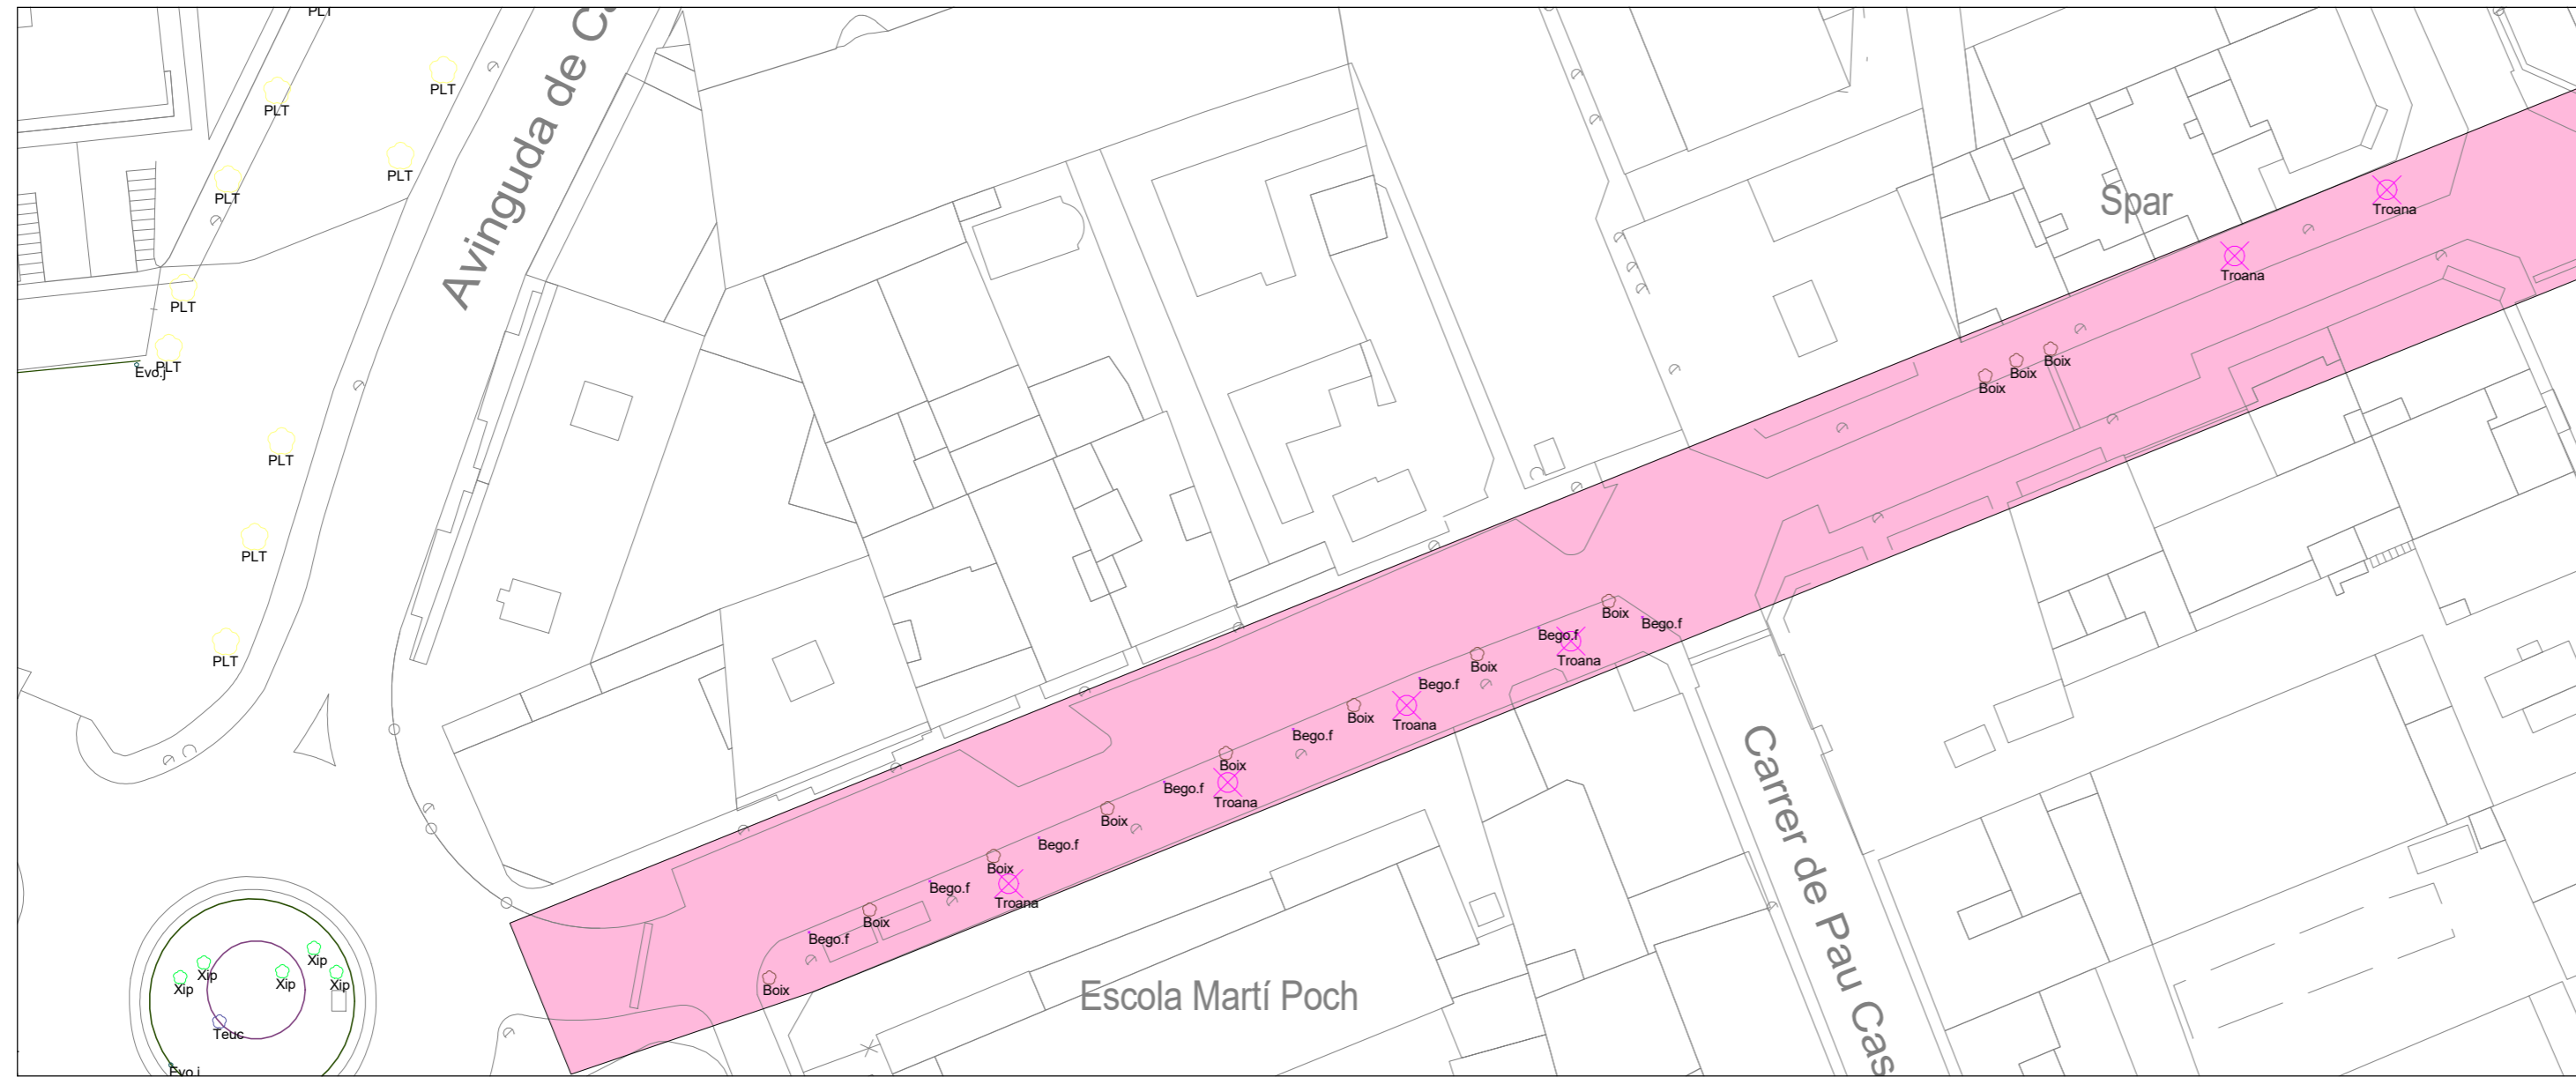 PLT
Avinguda de Ca
PLT
PLT
PLT
PLT
Spar
Troana
Troana
PLT
PLT
Evo.j
Boix
Boix
Boix
PLT
PLT
Boix
Bego.f
Bego.f
PLT
Troana
Boix
Bego.f
Boix
Troana
Bego.f
Boix
Bego.f
Troana
Boix
Carrer de Pau Cas
Bego.f
Boix
Bego.f
Troana
Boix
Bego.f
Xip
Xip
Xip
Xip
Xip
Boix
Escola Martí Poch
Teuc
Evo.j